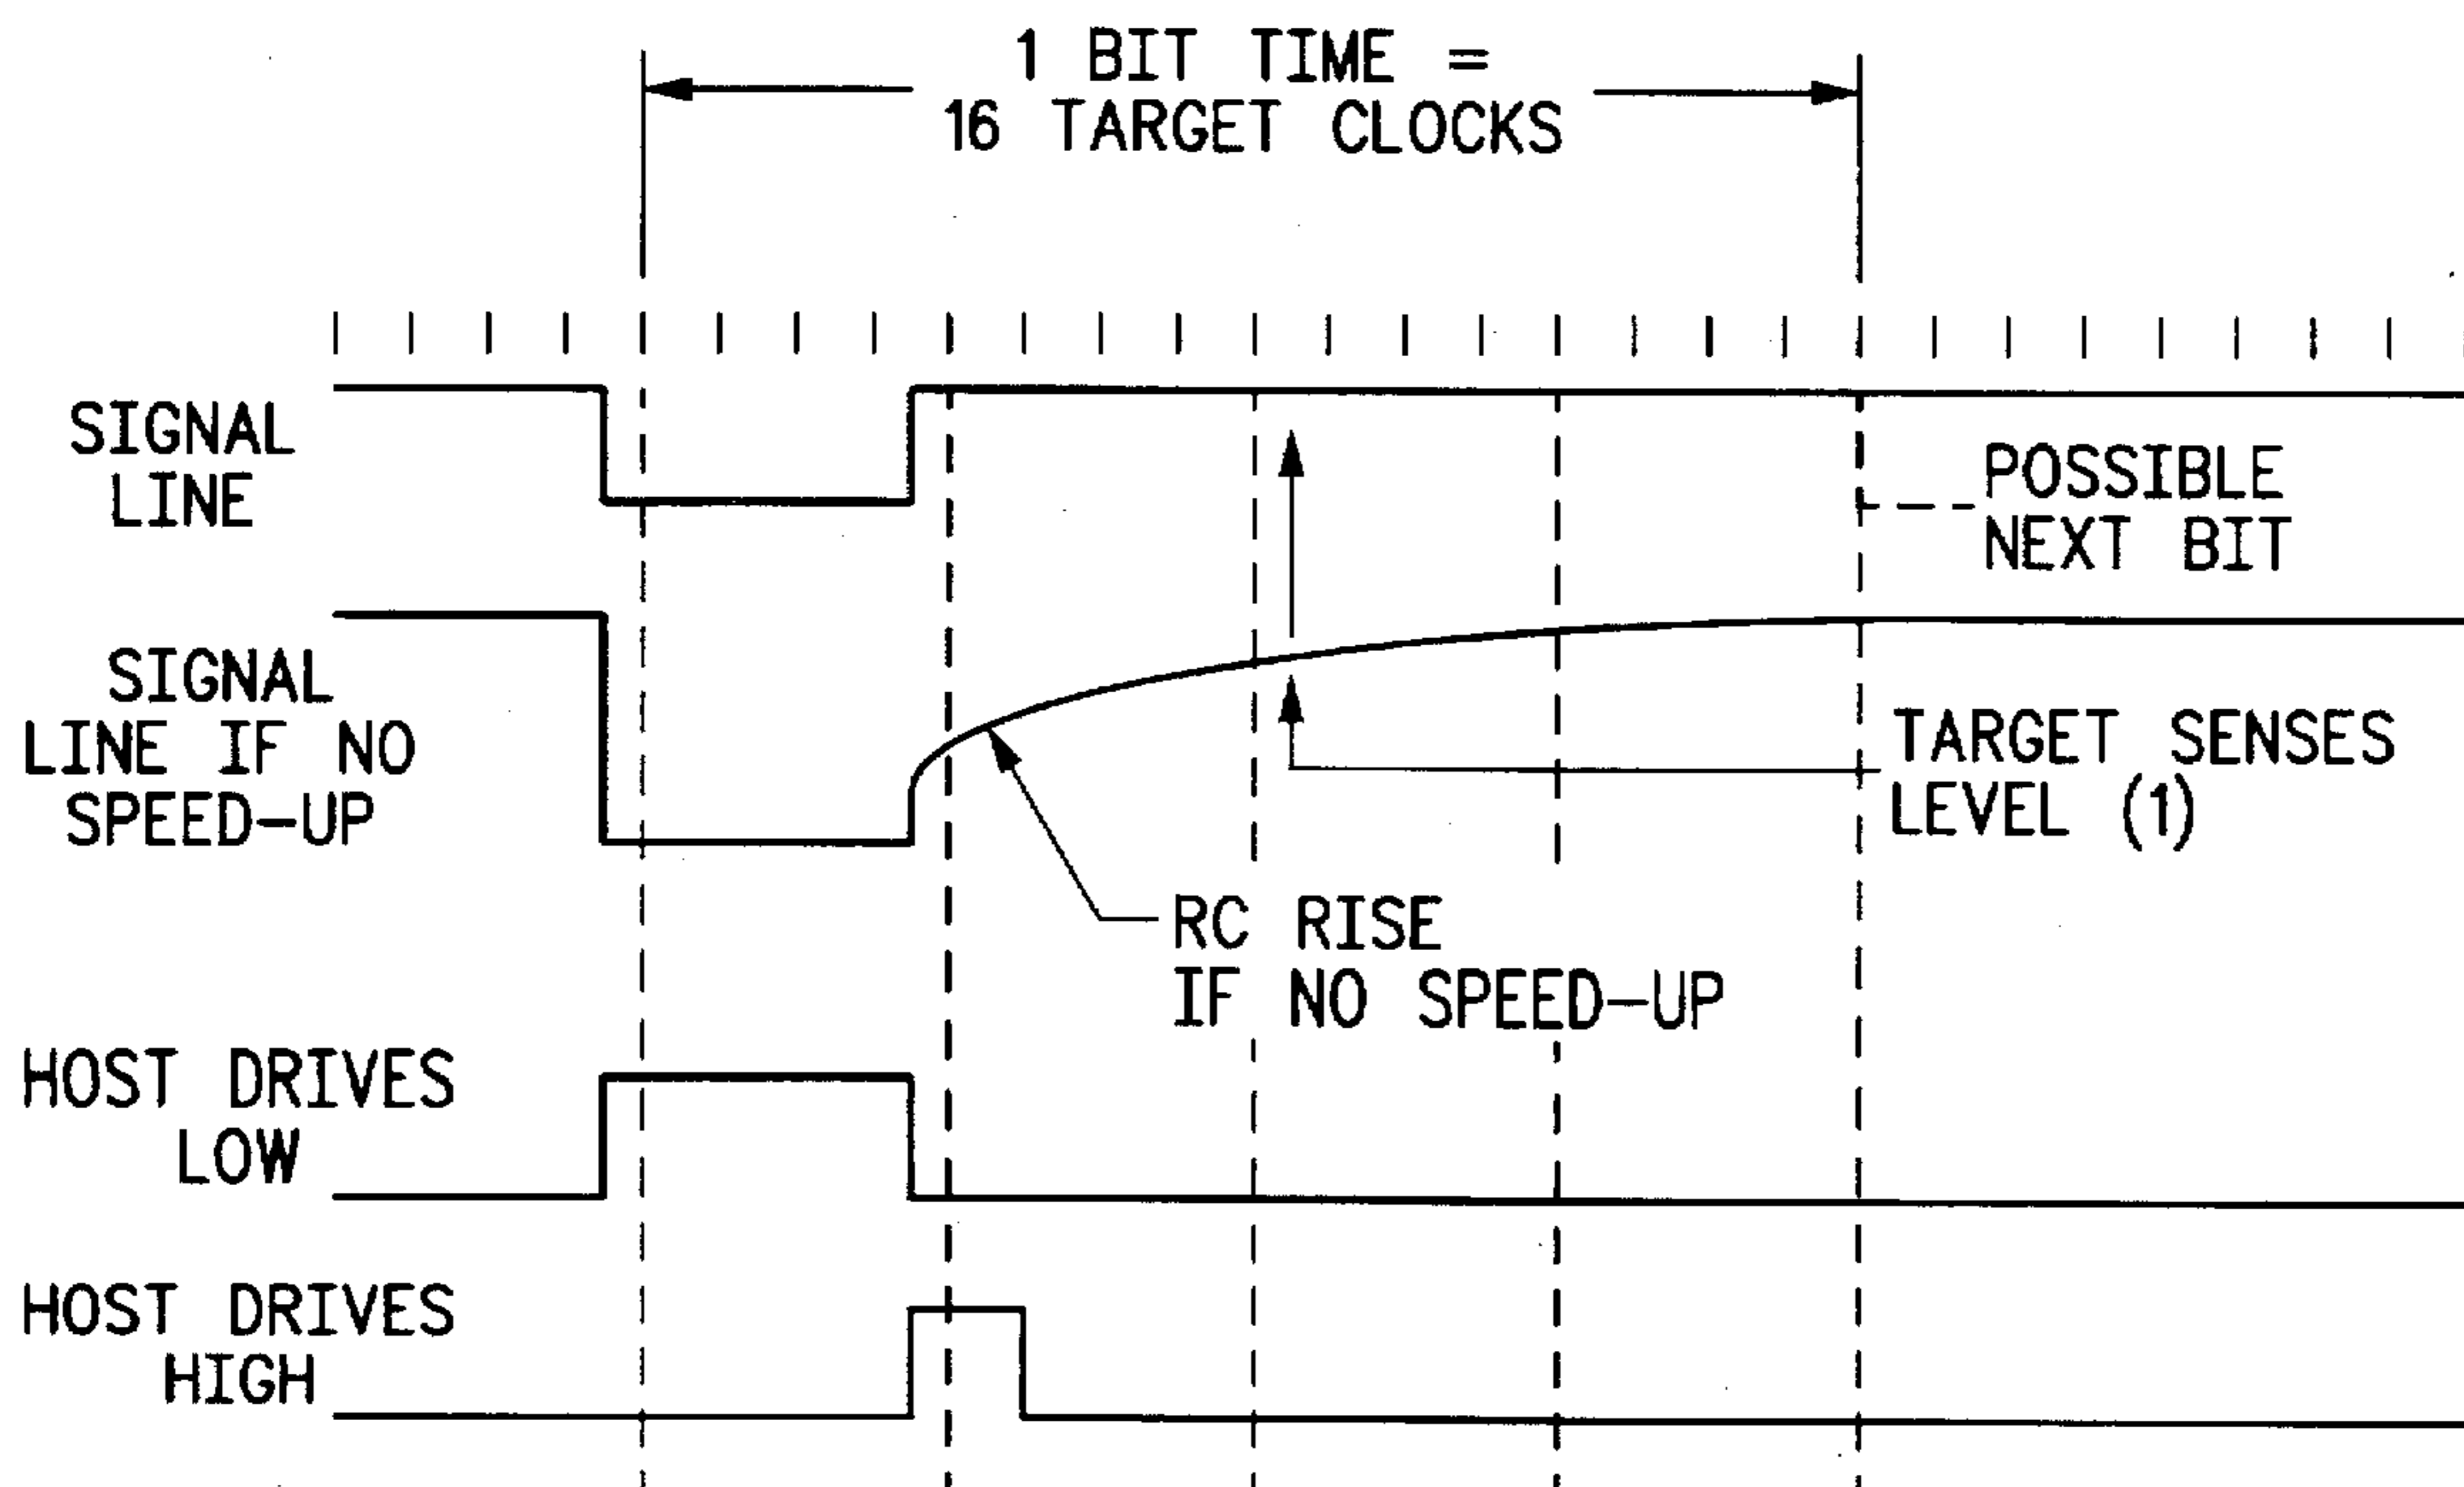 1 BIT TIME =
16 TARGET CLOCKS
SIGNAL
LINE
POSSIBLE
NEXT BIT
SIGNAL
LINE IF NO
SPEED-UP
TARGET SENSES
LEVEL (1)
RC RISE
IF NO SPEED-UP
HOST DRIVES
LOW
HOST DRIVES
HIGH